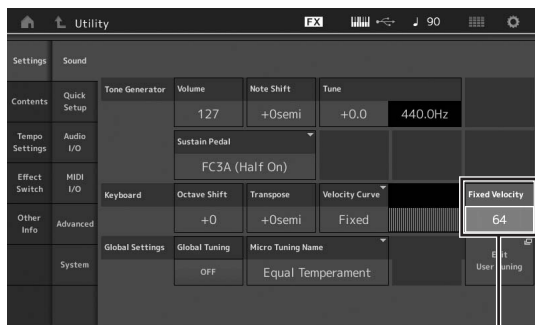 Utility FX 90
Settings Sound
Contents Quick Setup
Tempo Settings Audio I/O
Effect Switch MIDI I/O
Other Info Advanced
System
Tone Generator Volume Note Shift Tune
127 +0semi +0.0 440.0Hz
Sustain Pedal
FC3A (Half On)
Keyboard Octave Shift Transpose Velocity Curve Fixed Velocity
+0 +0semi Fixed 64
Global Settings Global Tuning Micro Tuning Name Edit User Tuning
OFF Equal Temperament